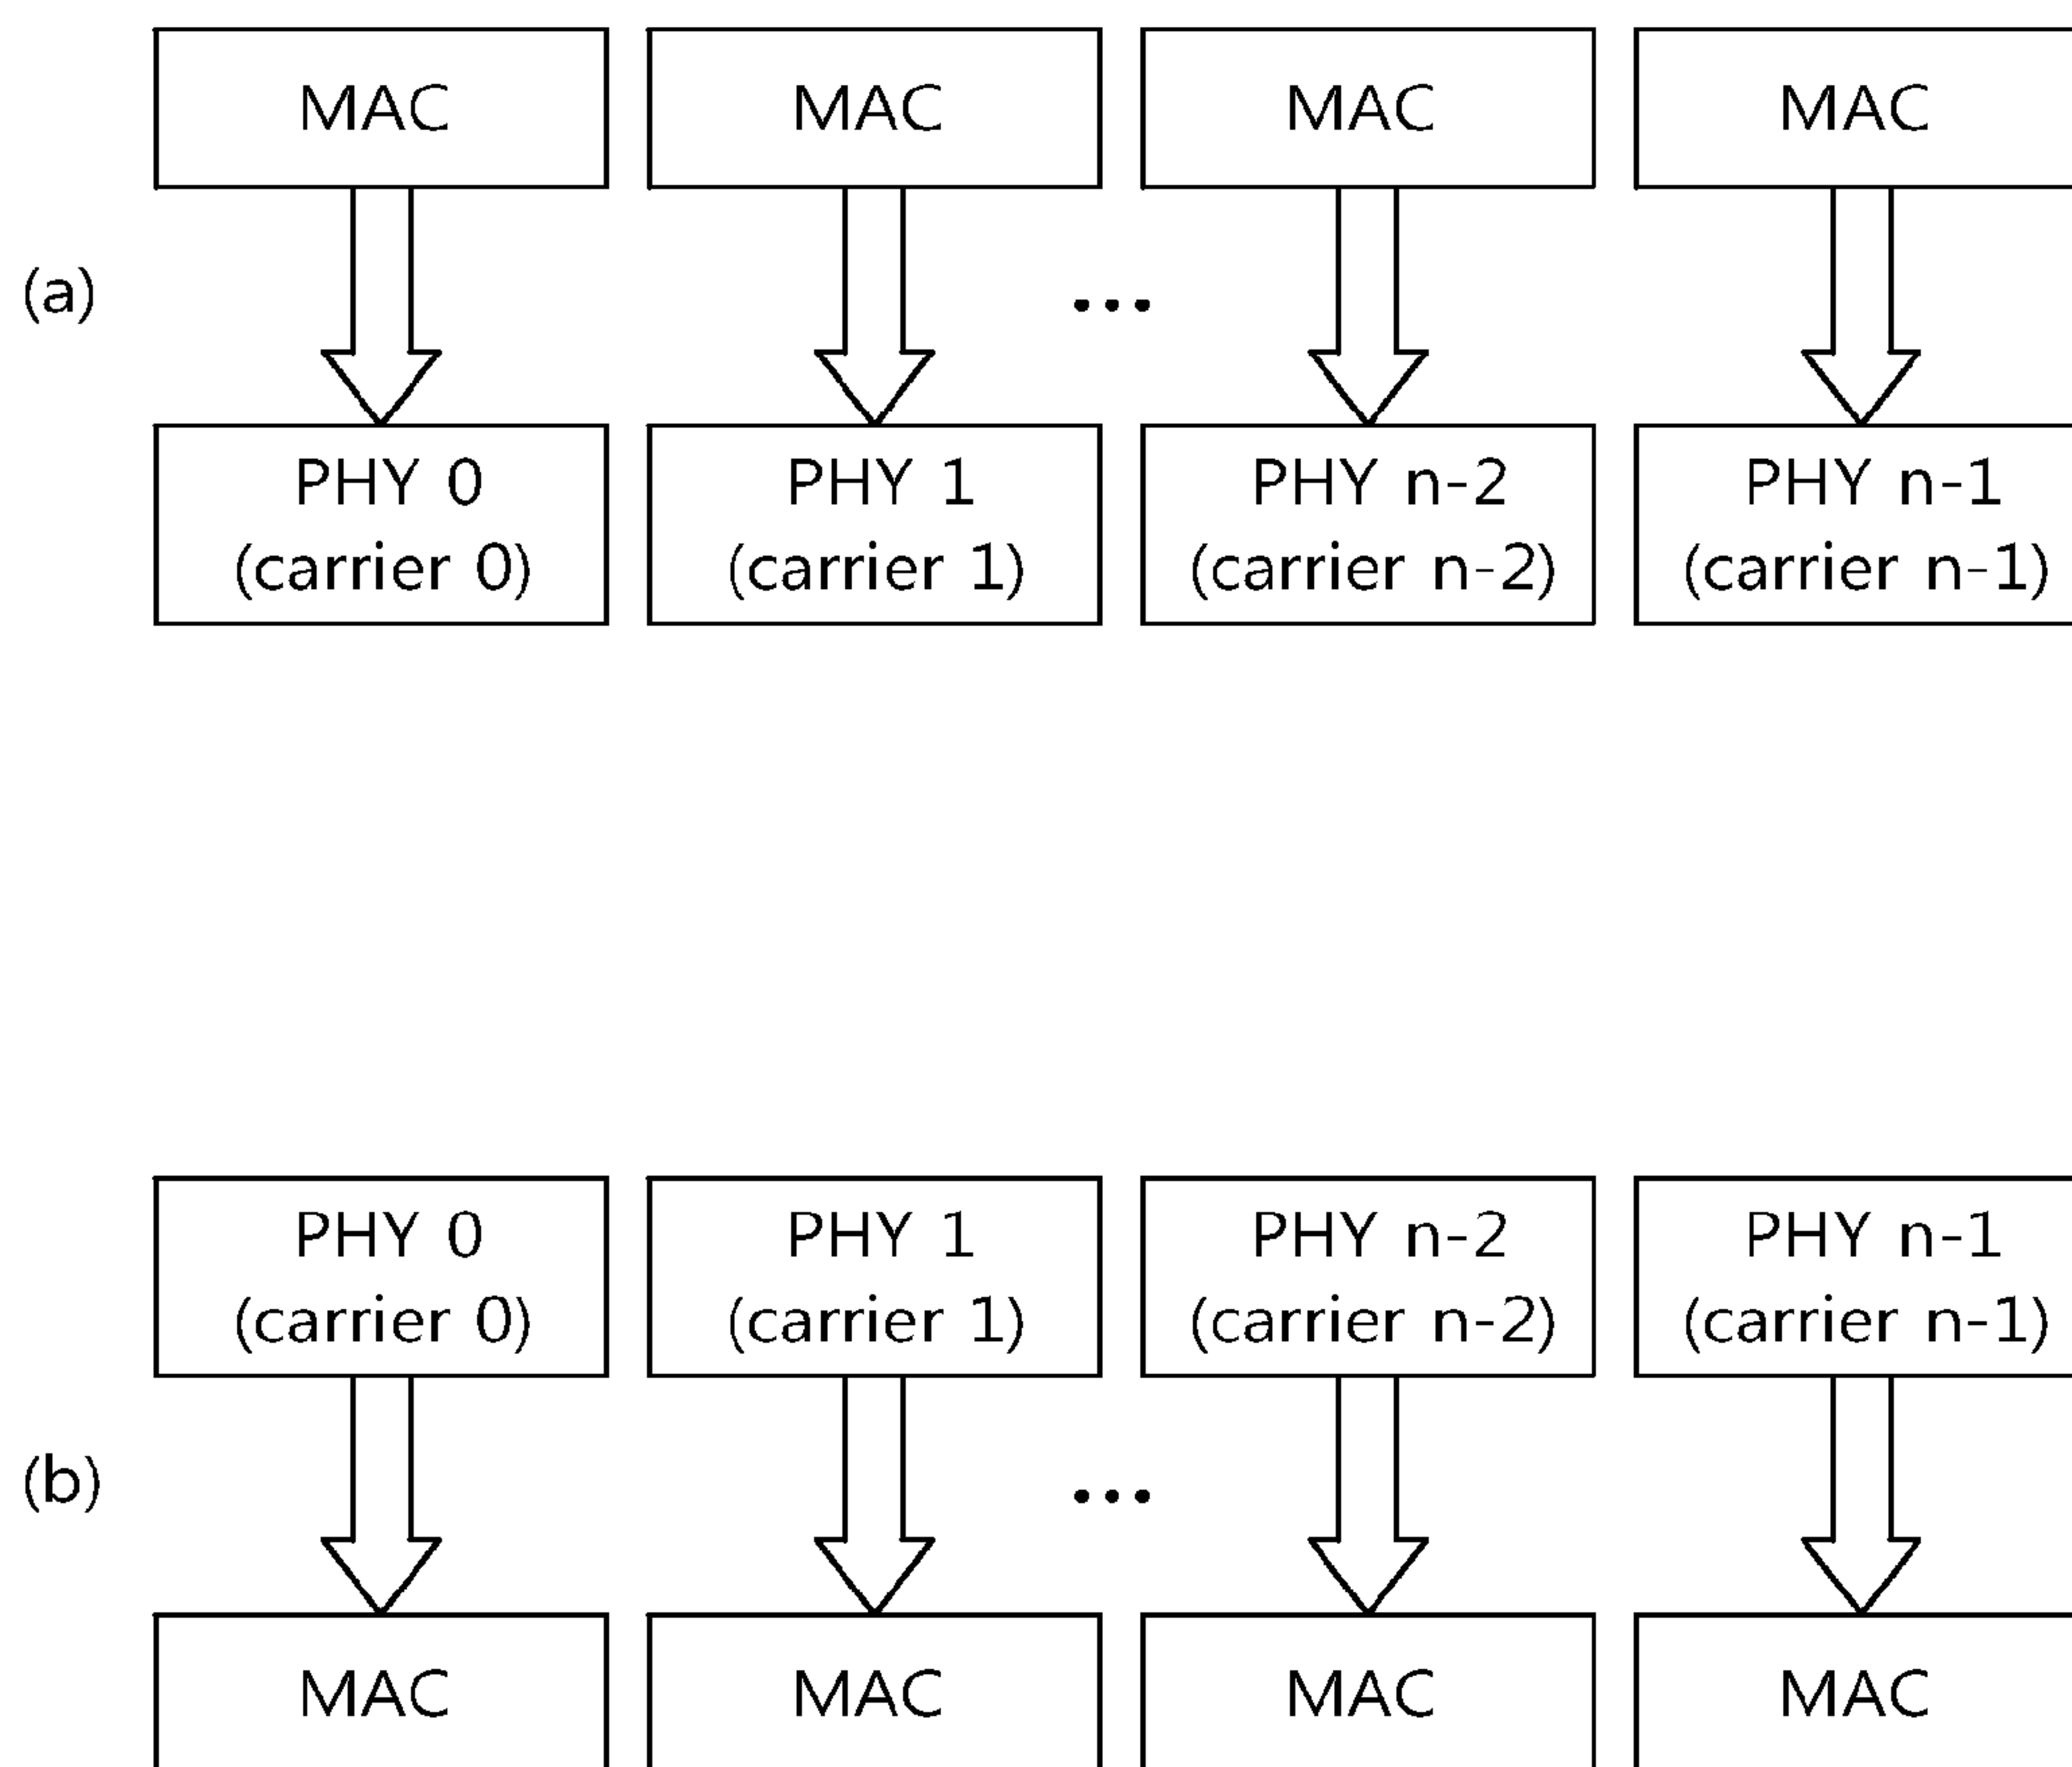 MAC MAC MAC MAC
(a)
...
PHY 0 PHY 1 PHY n-2 PHY n-1
(carrier 0) (carrier 1) (carrier n-2) (carrier n-1)
PHY 0 PHY 1 PHY n-2 PHY n-1
(carrier 0) (carrier 1) (carrier n-2) (carrier n-1)
(b)
...
MAC MAC MAC MAC